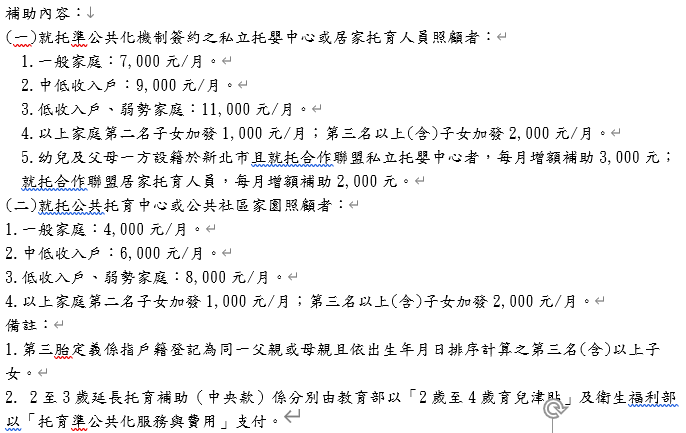 補助內容：
(一)就托準公共化機制簽約之私立托嬰中心或居家托育人員照顧者：
1.一般家庭：7,000 元/月。
2.中低收入戶：9,000 元/月。
3.低收入戶、弱勢家庭：11,000 元/月。
4.以上家庭第二名子女加發 1,000 元/月；第三名以上(含)子女加發 2,000 元/月。
5.幼兒及父母一方設籍於新北市且就托合作聯盟私立托嬰中心者，每月增額補助 3,000 元；
就托合作聯盟居家托育人員，每月增額補助 2,000 元。
(二)就托公共托育中心或公共社區家園照顧者：
1.一般家庭：4,000 元/月。
2.中低收入戶：6,000 元/月。
3.低收入戶、弱勢家庭：8,000 元/月。
4.以上家庭第二名子女加發 1,000 元/月；第三名以上(含)子女加發 2,000 元/月。
備註：
1.第三胎定義係指戶籍登記為同一父親或母親且依出生年月日排序計算之第三名(含)以上子
女。
2. 2 至 3 歲延長托育補助（中央款）係分別由教育部以「2 歲至 4 歲育兒津貼」及衛生福利部
以「托育準公共化服務與費用」支付。